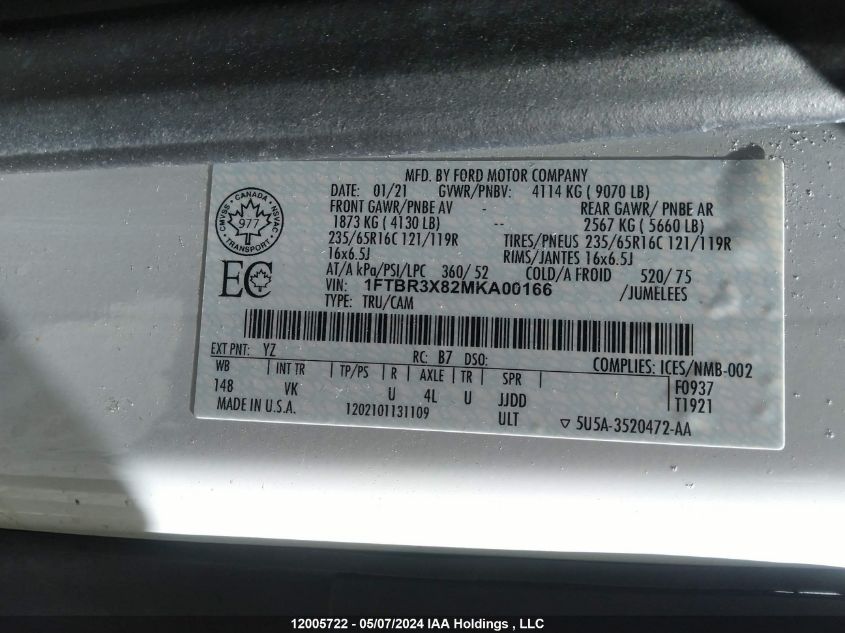 MFD. BY FORD MOTOR COMPANY
DATE: 01/21 GVWR/PNBV: 4114 KG ( 9070 LB)
FRONT GAWR/PNBE AV - REAR GAWR/ PNBE AR
1873 KG ( 4130 LB) -- 2567 KG ( 5660 LB)
235/65R16C 121/119R TIRES/PNEUS 235/65R16C 121/119R
16x6.5J RIMS/JANTES 16x6.5J
AT/A kPa/PSI/LPC 360/ 52 COLD/A FROID 520/ 75
VIN: 1FTBR3X82MKA00166 /JUMELEES
TYPE: TRU/CAM
CMVSS · CANADA · NSVAC
977
TRANSPORT
EC
EXT PNT: YZ RC: B7 DSO: COMPLIES: ICES/NMB-002
WB INT TR TP/PS R AXLE TR SPR F0937
148 VK U 4L U JJDD T1921
MADE IN U.S.A. 1202101131109 ULT ▽ 5U5A-3520472-AA
12005722 - 05/07/2024 IAA Holdings , LLC